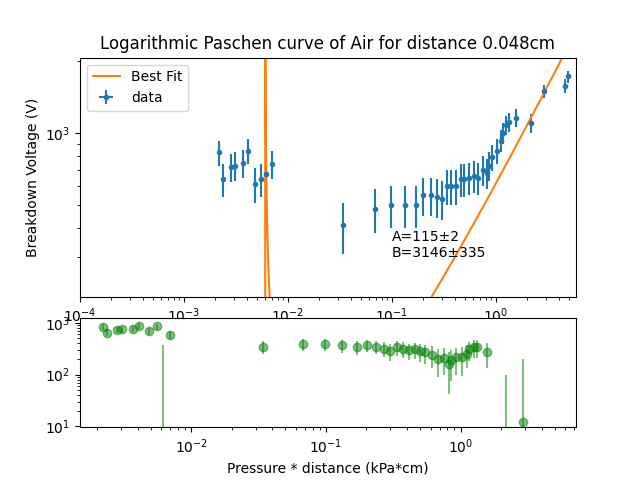 Logarithmic Paschen curve of Air for distance 0.048cm
Best Fit
data
Breakdown Voltage (V)
10³
A=115±2
B=3146±335
10⁻⁴ 10⁻³ 10⁻² 10⁻¹ 10⁰
10³
10²
10¹
10⁻² 10⁻¹ 10⁰
Pressure * distance (kPa*cm)